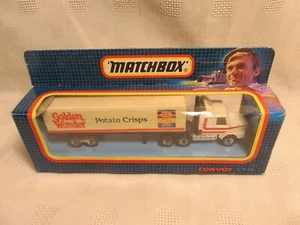 MATCHBOX
Golden
Wonder
Potato Crisps
CONVOY